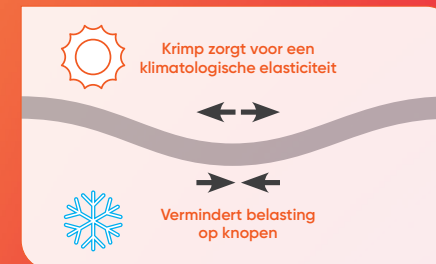 Krimp zorgt voor een
klimatologische elasticiteit
Vermindert belasting
op knopen